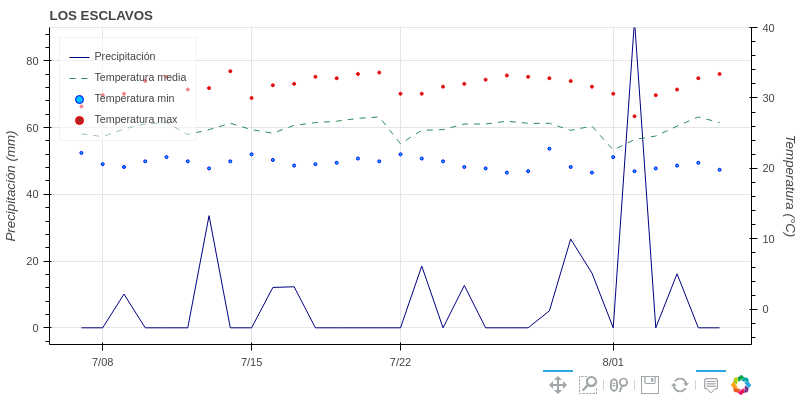 LOS ESCLAVOS
Precipitación
Temperatura media
Temperatura min
Temperatura max
Precipitación (mm)
80
60
40
20
0
Temperatura (°C)
40
30
20
10
0
7/08
7/15
7/22
8/01